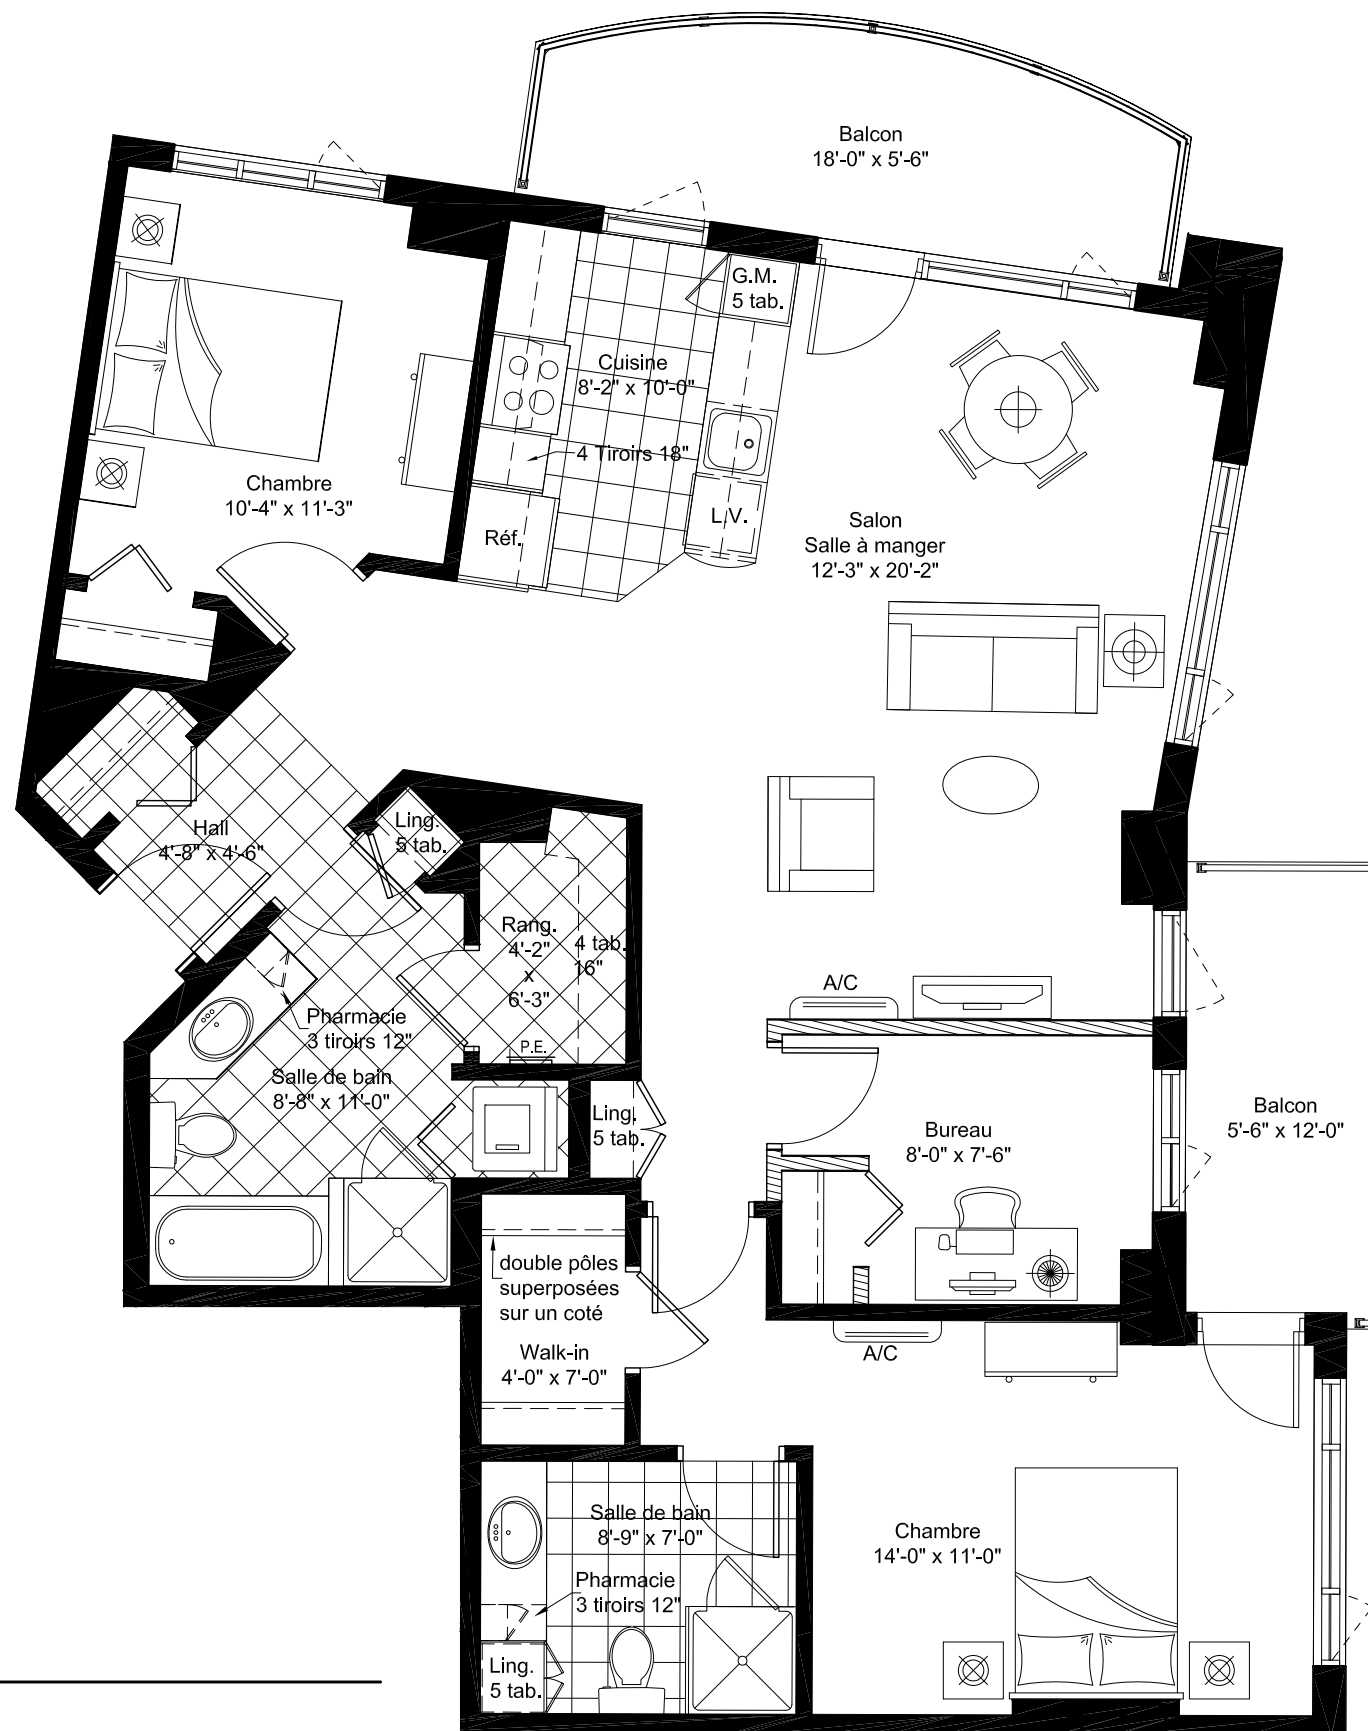 Balcon
18'-0" x 5'-6"
G.M.
5 tab.
Cuisine
8'-2" x 10'-0"
4 Tiroirs 18"
Chambre
10'-4" x 11'-3"
Réf.
L.V.
Salon
Salle à manger
12'-3" x 20'-2"
Hall
4'-8" x 4'-6"
Ling.
5 tab.
Rang.
4'-2"
x
6'-3"
4 tab.
16"
P.E.
A/C
Pharmacie
3 tiroirs 12"
Salle de bain
8'-8" x 11'-0"
Ling.
5 tab.
Bureau
8'-0" x 7'-6"
Balcon
5'-6" x 12'-0"
double pôles
superposées
sur un coté
Walk-in
4'-0" x 7'-0"
A/C
Salle de bain
8'-9" x 7'-0"
Chambre
14'-0" x 11'-0"
Pharmacie
3 tiroirs 12"
Ling.
5 tab.